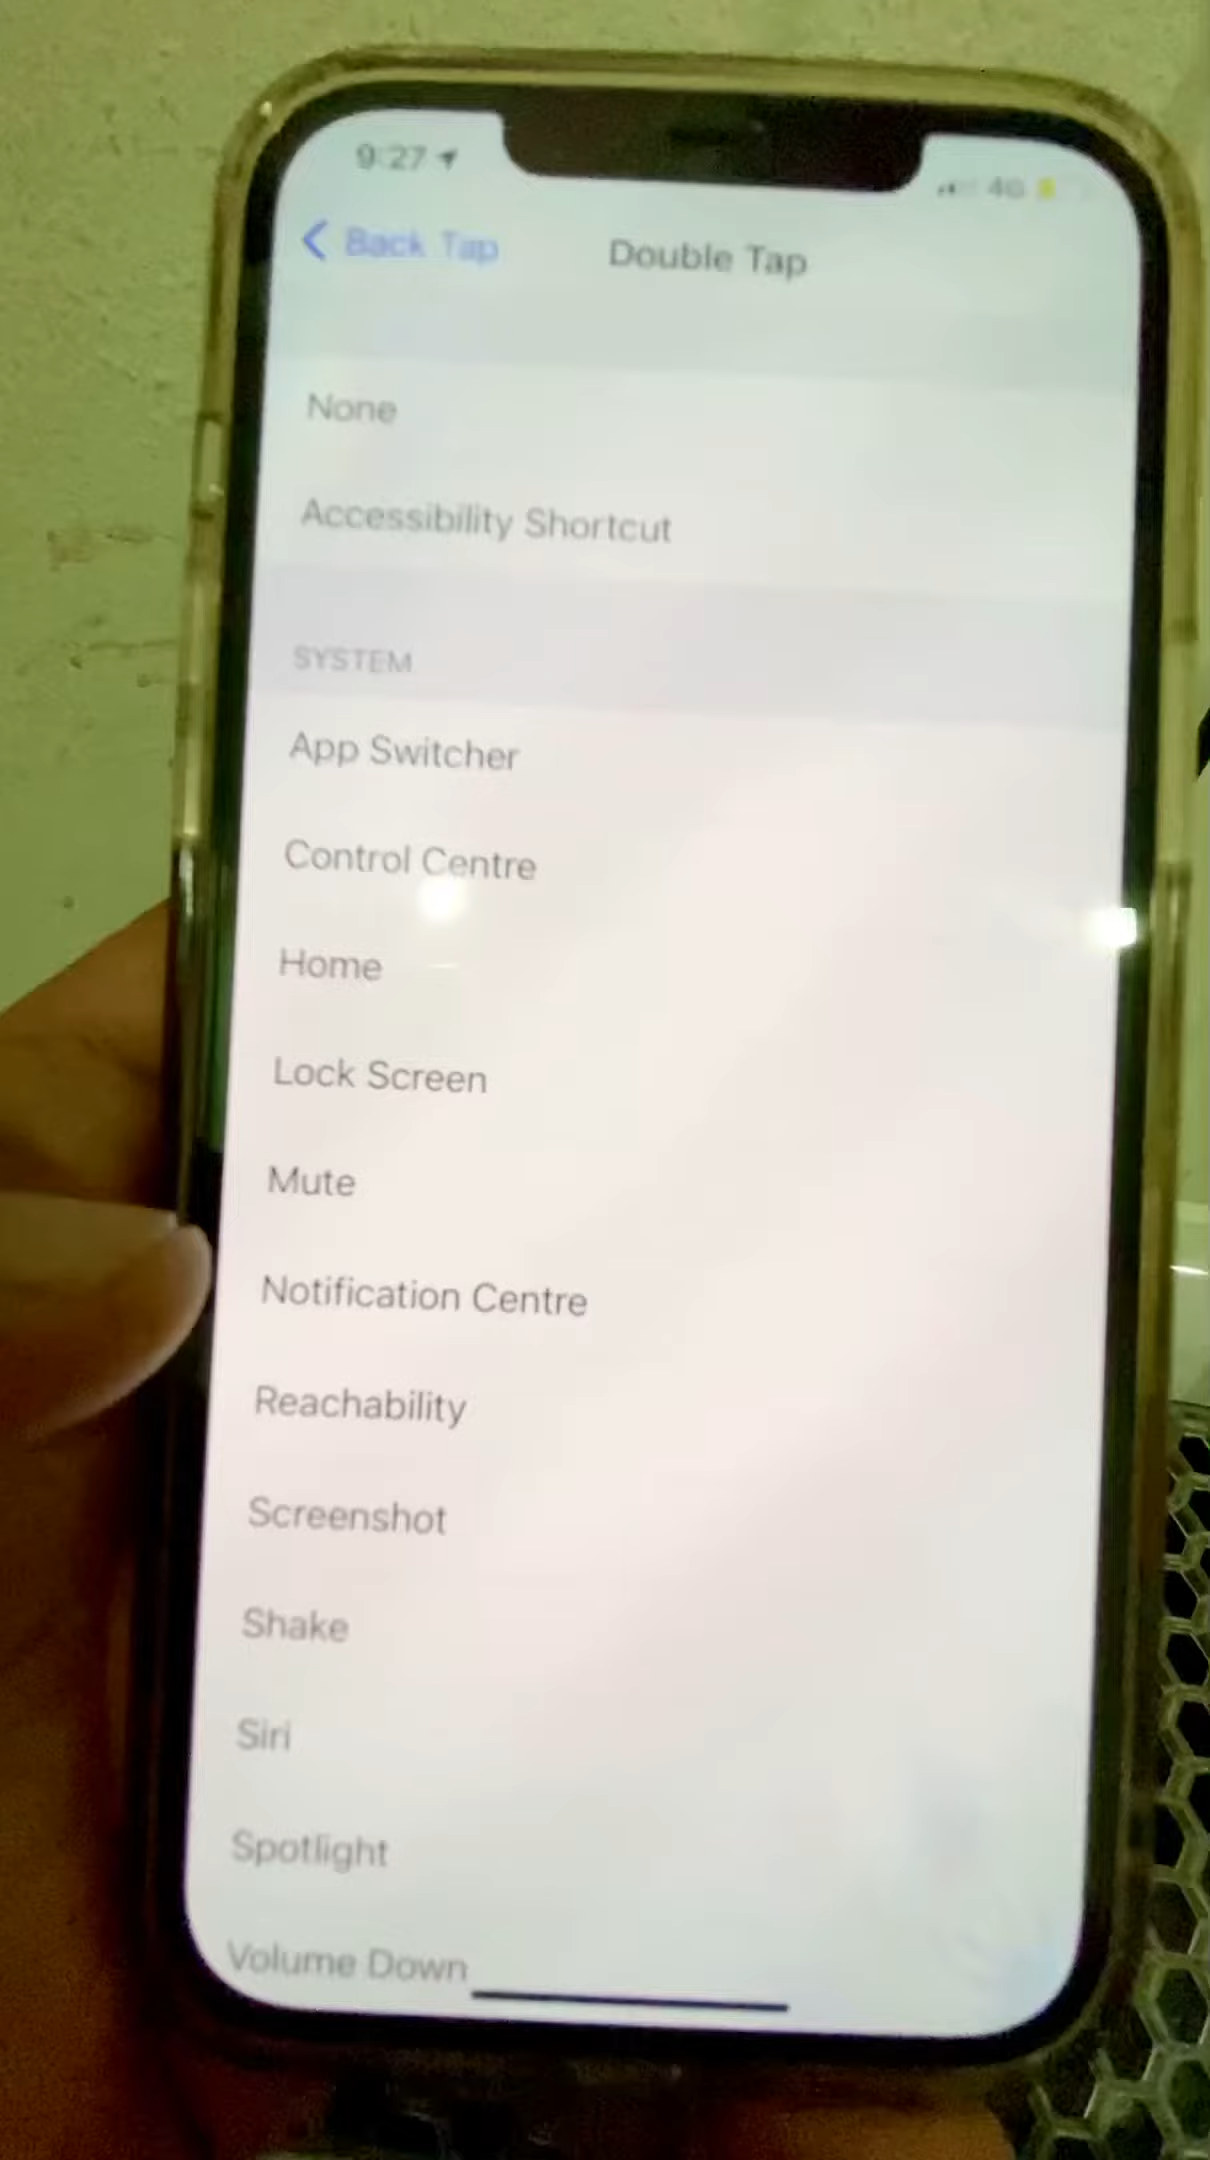 9:27
4G
Back Tap
Double Tap
None
Accessibility Shortcut
SYSTEM
App Switcher
Control Centre
Home
Lock Screen
Mute
Notification Centre
Reachability
Screenshot
Shake
Siri
Spotlight
Volume Down